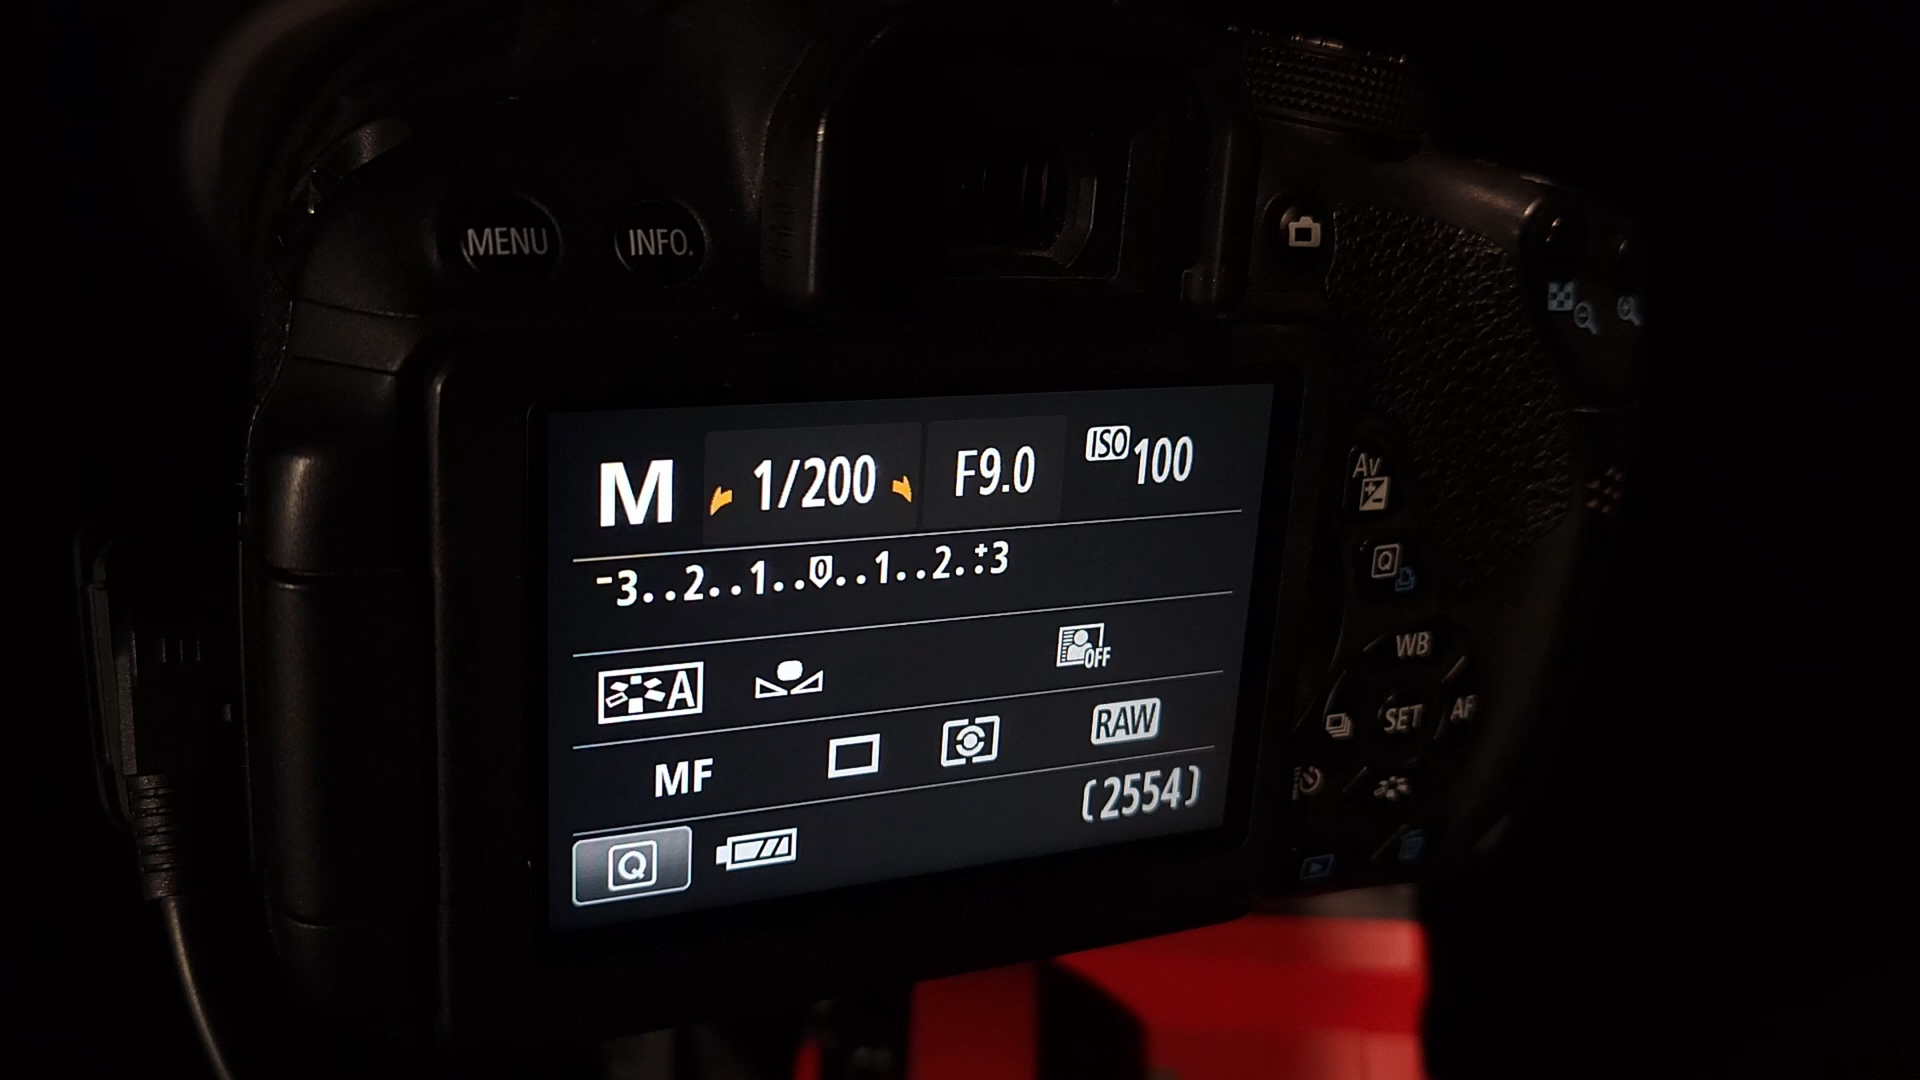 MENU INFO.
M 1/200 F9.0 ISO 100
-3..2..1..0..1..2..+3
A OFF
MF RAW
Q (2554)
Av
Q
WB
SET AF